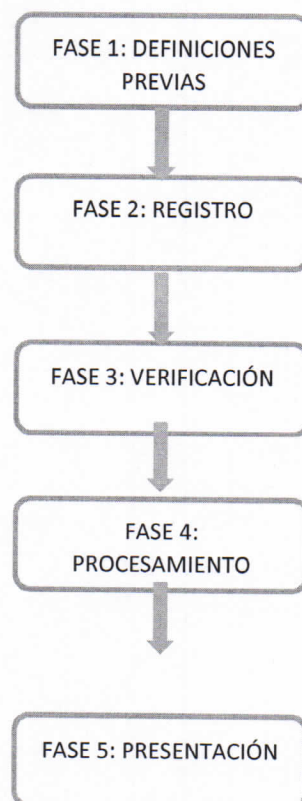 FASE 1: DEFINICIONES
PREVIAS
FASE 2: REGISTRO
FASE 3: VERIFICACIÓN
FASE 4:
PROCESAMIENTO
FASE 5: PRESENTACIÓN